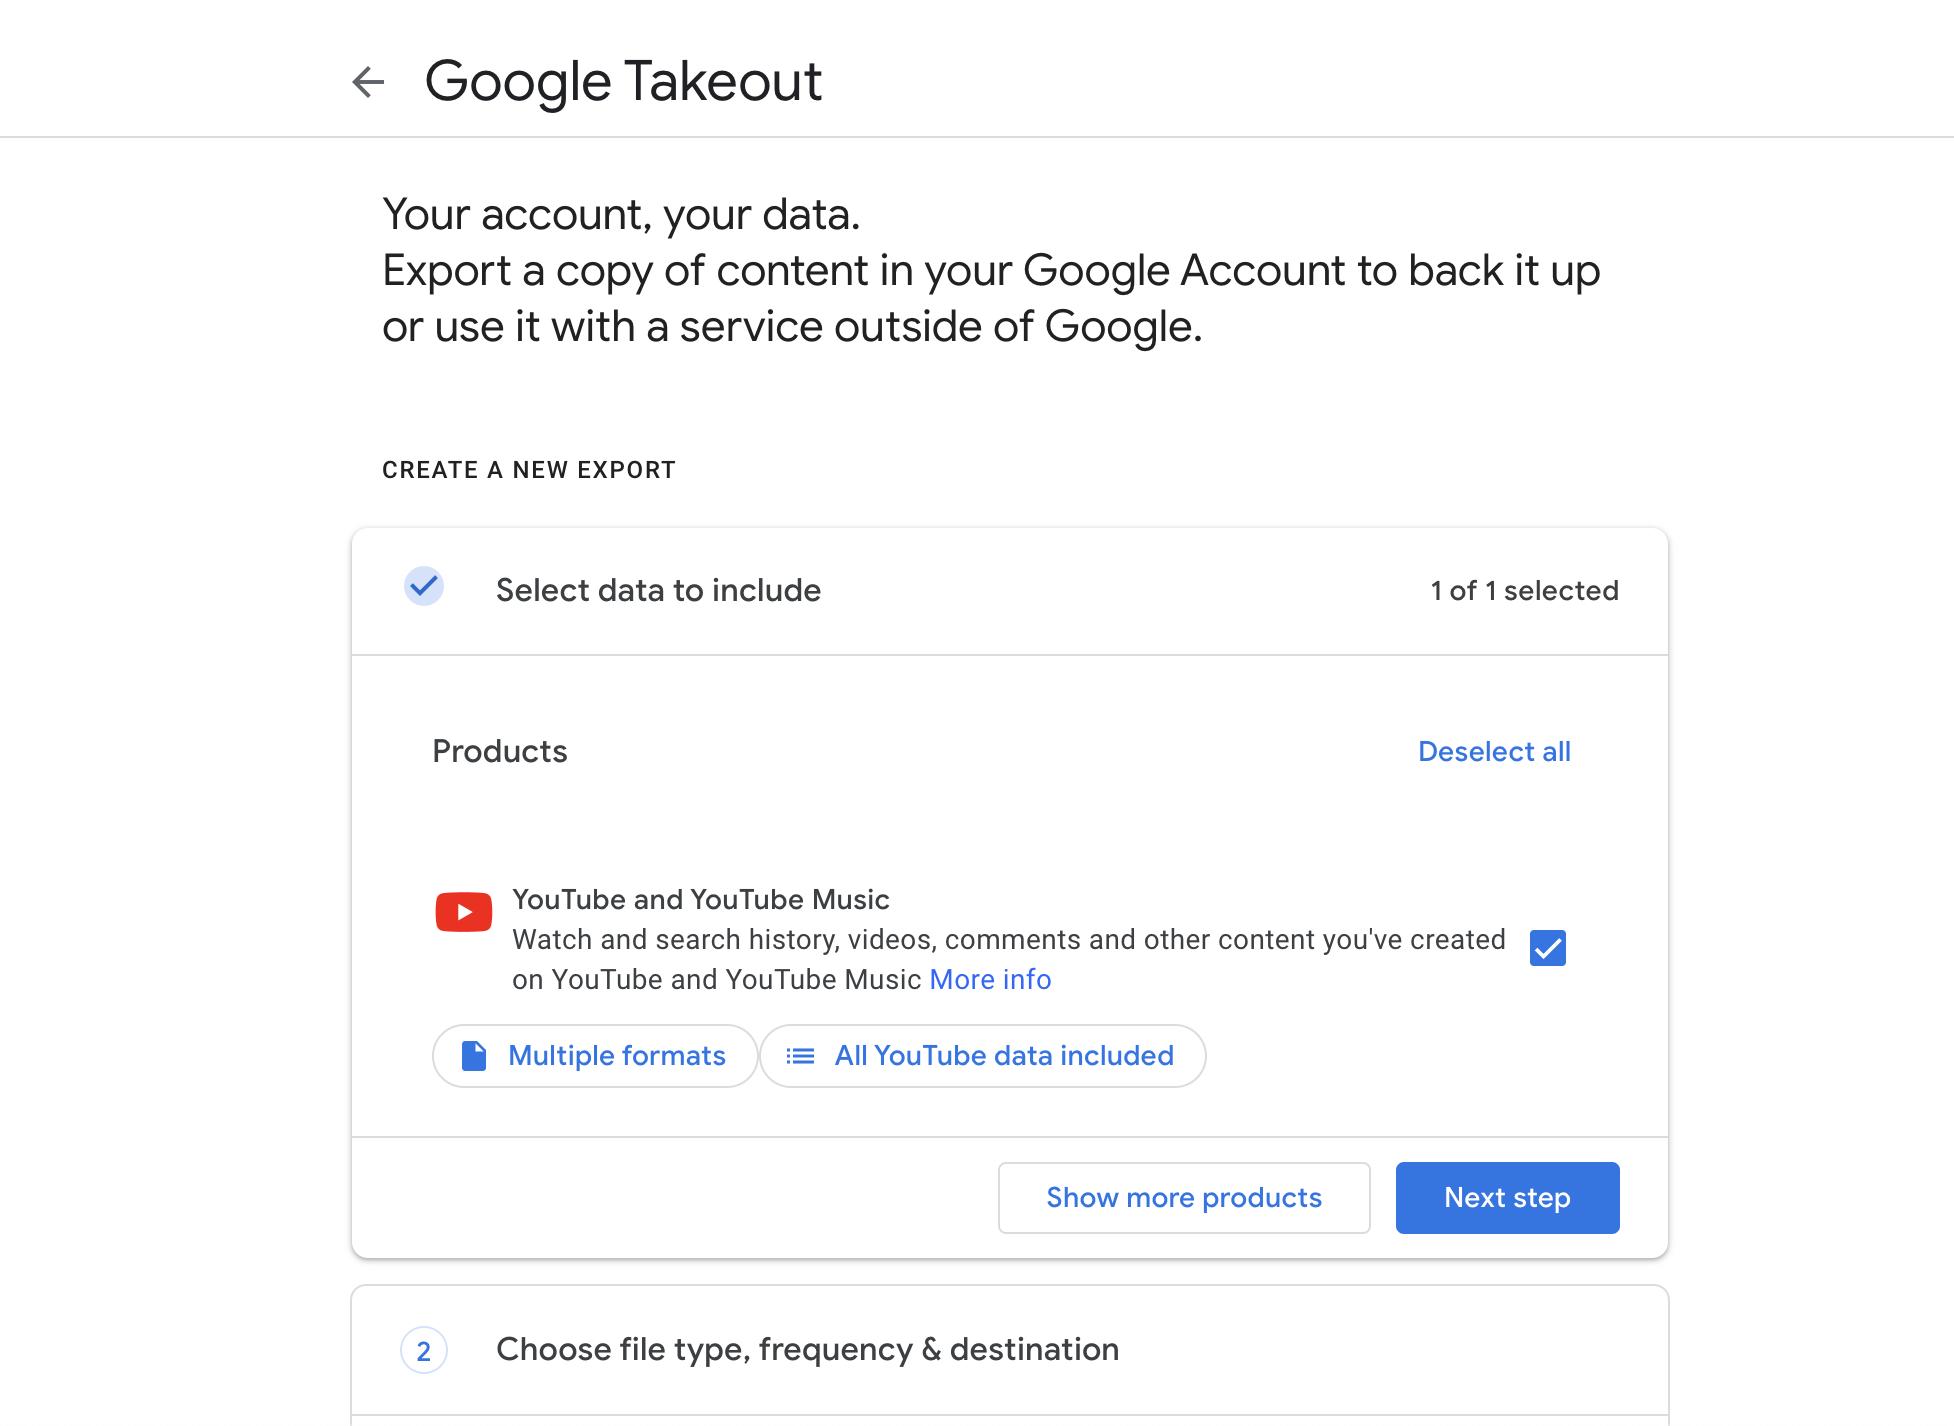 Google Takeout
Your account, your data.
Export a copy of content in your Google Account to back it up
or use it with a service outside of Google.
CREATE A NEW EXPORT
Select data to include
1 of 1 selected
Products
Deselect all
YouTube and YouTube Music
Watch and search history, videos, comments and other content you've created
on YouTube and YouTube Music More info
Multiple formats
All YouTube data included
Show more products
Next step
2
Choose file type, frequency & destination